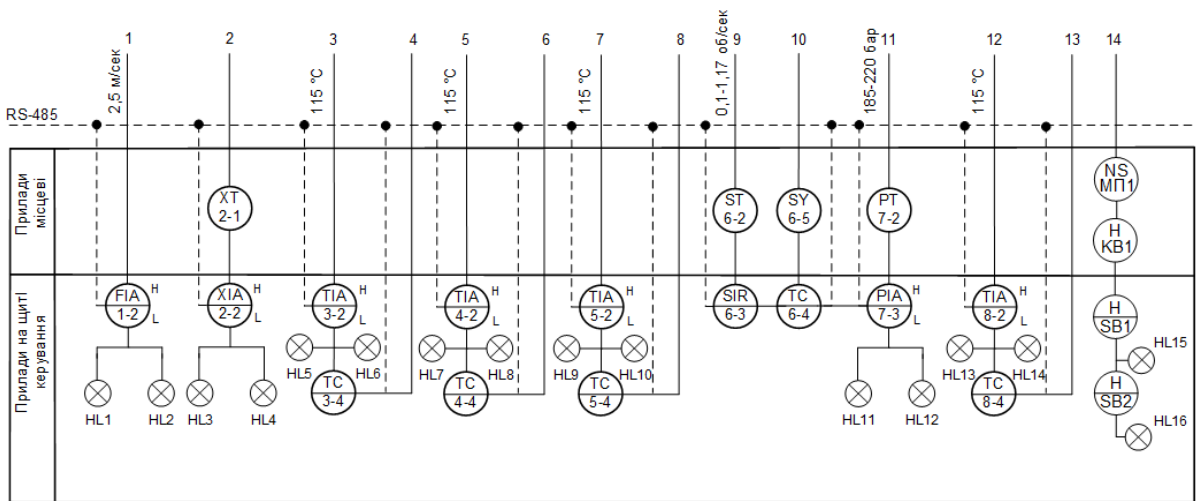 1 2 3 4 5 6 7 8 9 10 11 12 13 14
2,5 м/сек
115 °C
115 °C
115 °C
0,1-1,17 об/сек
185-220 бар
115 °C
RS-485
Прилади
місцеві
XT
2-1
ST
6-2
SY
6-5
PT
7-2
NS
МП1
H
КВ1
Прилади на щиті
керування
FIA
1-2
H
L
XIA
2-2
H
L
TIA
3-2
H
L
TIA
4-2
H
L
TIA
5-2
H
L
SIR
6-3
TC
6-4
PIA
7-3
H
L
TIA
8-2
H
L
H
SB1
HL1
HL2
HL3
HL4
HL5
HL6
TC
3-4
HL7
HL8
TC
4-4
HL9
HL10
TC
5-4
HL11
HL12
HL13
HL14
TC
8-4
HL15
H
SB2
HL16